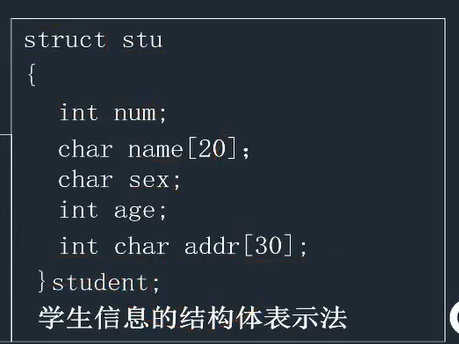 struct stu
{
int num;
char name[20]；
char sex;
int age;
int char addr[30];
}student;
学生信息的结构体表示法